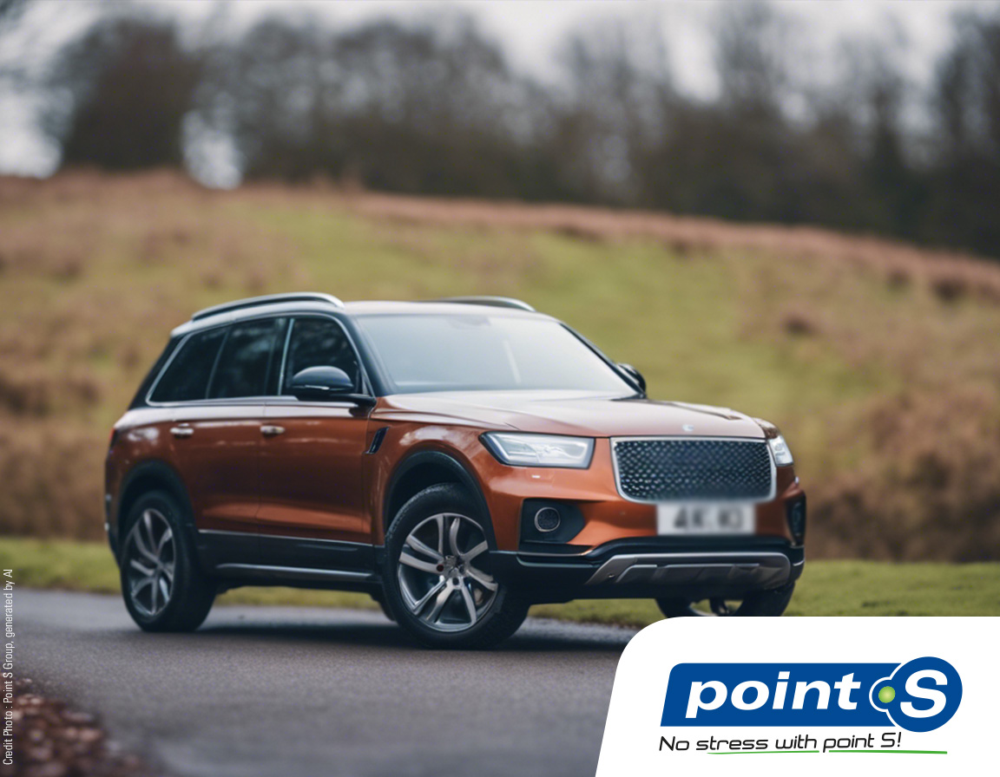 Credit Photo : Point S Group, generated by AI
point S
No stress with point S!